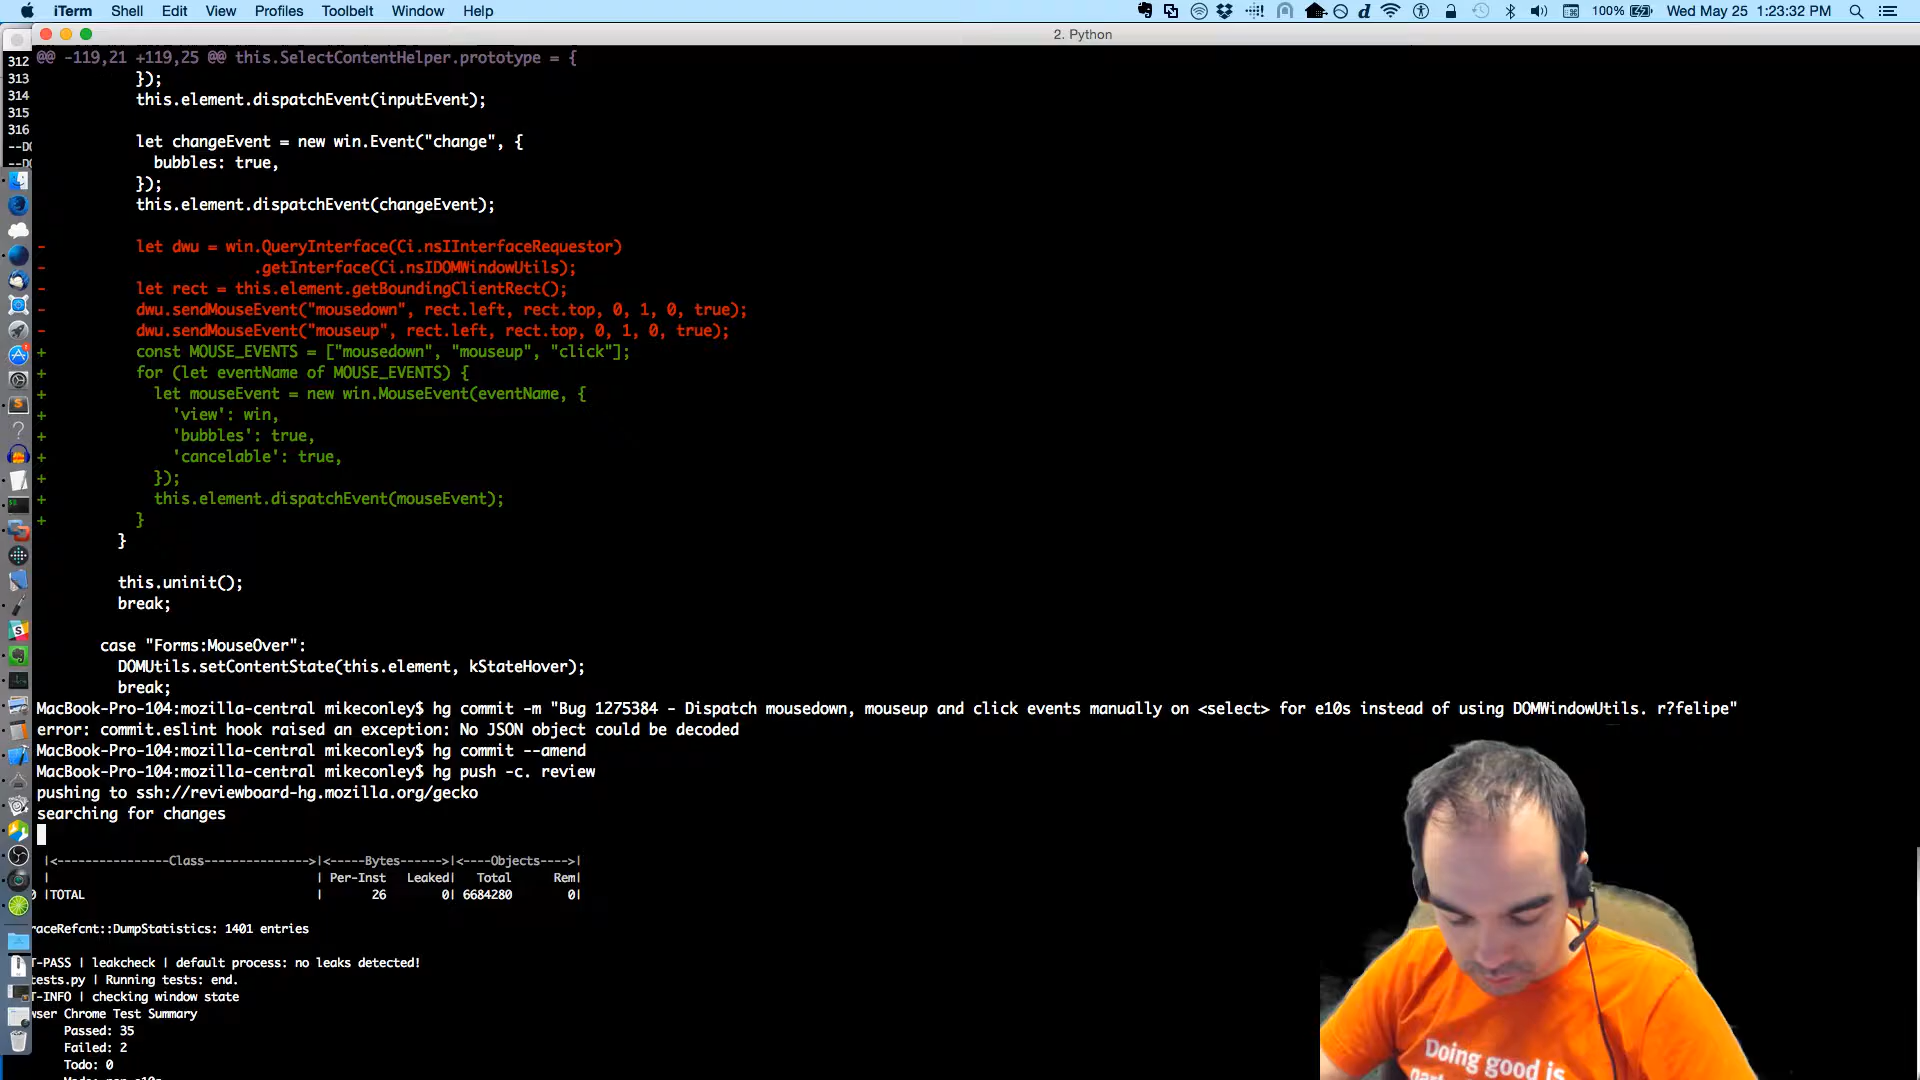 iTerm Shell Edit View Profiles Toolbelt Window Help 100% Wed May 25 1:23:32 PM
2. Python
312 @@ -119,21 +119,25 @@ this.SelectContentHelper.prototype = {
313 });
314 this.element.dispatchEvent(inputEvent);
315
316 let changeEvent = new win.Event("change", {
bubbles: true,
});
this.element.dispatchEvent(changeEvent);
- let dwu = win.QueryInterface(Ci.nsIInterfaceRequestor)
- .getInterface(Ci.nsIDOMWindowUtils);
- let rect = this.element.getBoundingClientRect();
- dwu.sendMouseEvent("mousedown", rect.left, rect.top, 0, 1, 0, true);
- dwu.sendMouseEvent("mouseup", rect.left, rect.top, 0, 1, 0, true);
+ const MOUSE_EVENTS = ["mousedown", "mouseup", "click"];
+ for (let eventName of MOUSE_EVENTS) {
+ let mouseEvent = new win.MouseEvent(eventName, {
+ 'view': win,
+ 'bubbles': true,
+ 'cancelable': true,
+ });
+ this.element.dispatchEvent(mouseEvent);
+ }
}
this.uninit();
break;
case "Forms:MouseOver":
DOMUtils.setContentState(this.element, kStateHover);
break;
MacBook-Pro-104:mozilla-central mikeconley$ hg commit -m "Bug 1275384 - Dispatch mousedown, mouseup and click events manually on <select> for e10s instead of using DOMWindowUtils. r?felipe"
error: commit.eslint hook raised an exception: No JSON object could be decoded
MacBook-Pro-104:mozilla-central mikeconley$ hg commit --amend
MacBook-Pro-104:mozilla-central mikeconley$ hg push -c. review
pushing to ssh://reviewboard-hg.mozilla.org/gecko
searching for changes
|<----------------Class--------------->|<-----Bytes------>|<----Objects---->|
| | Per-Inst Leaked| Total Rem|
|TOTAL | 26 0| 6684280 0|
raceRefcnt::DumpStatistics: 1401 entries
T-PASS | leakcheck | default process: no leaks detected!
tests.py | Running tests: end.
T-INFO | checking window state
wser Chrome Test Summary
Passed: 35
Failed: 2
Todo: 0
Doing good is